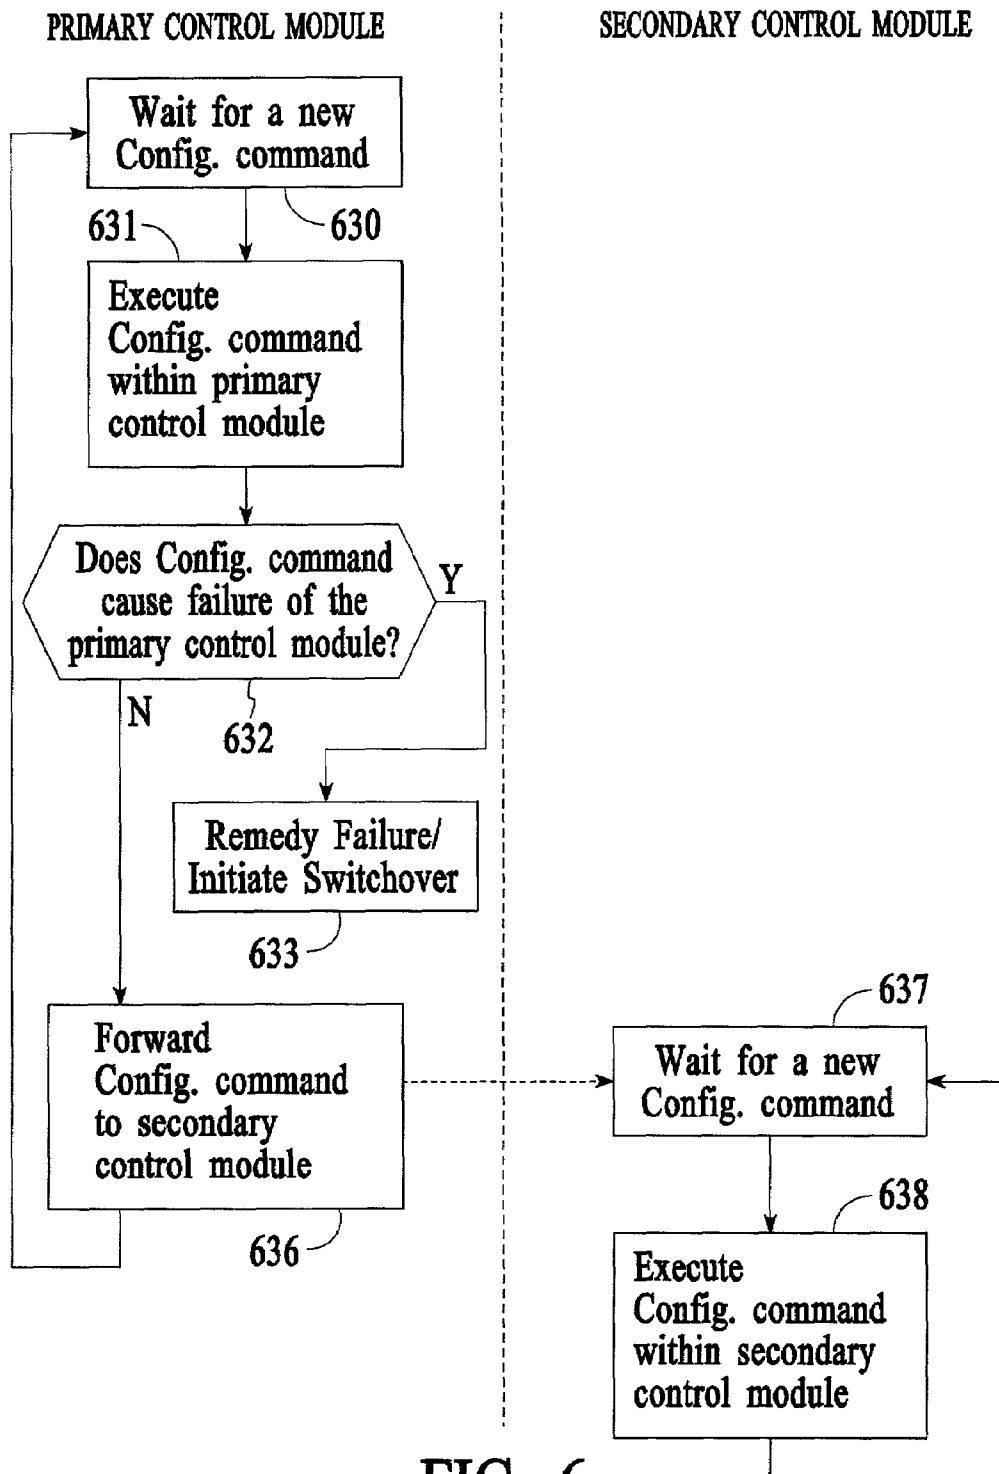 PRIMARY CONTROL MODULE
SECONDARY CONTROL MODULE
Wait for a new
Config. command
630
631
Execute
Config. command
within primary
control module
Does Config. command
cause failure of the
primary control module?
Y
N
632
Remedy Failure/
Initiate Switchover
633
Forward
Config. command
to secondary
control module
636
637
Wait for a new
Config. command
638
Execute
Config. command
within secondary
control module
FIG. 6